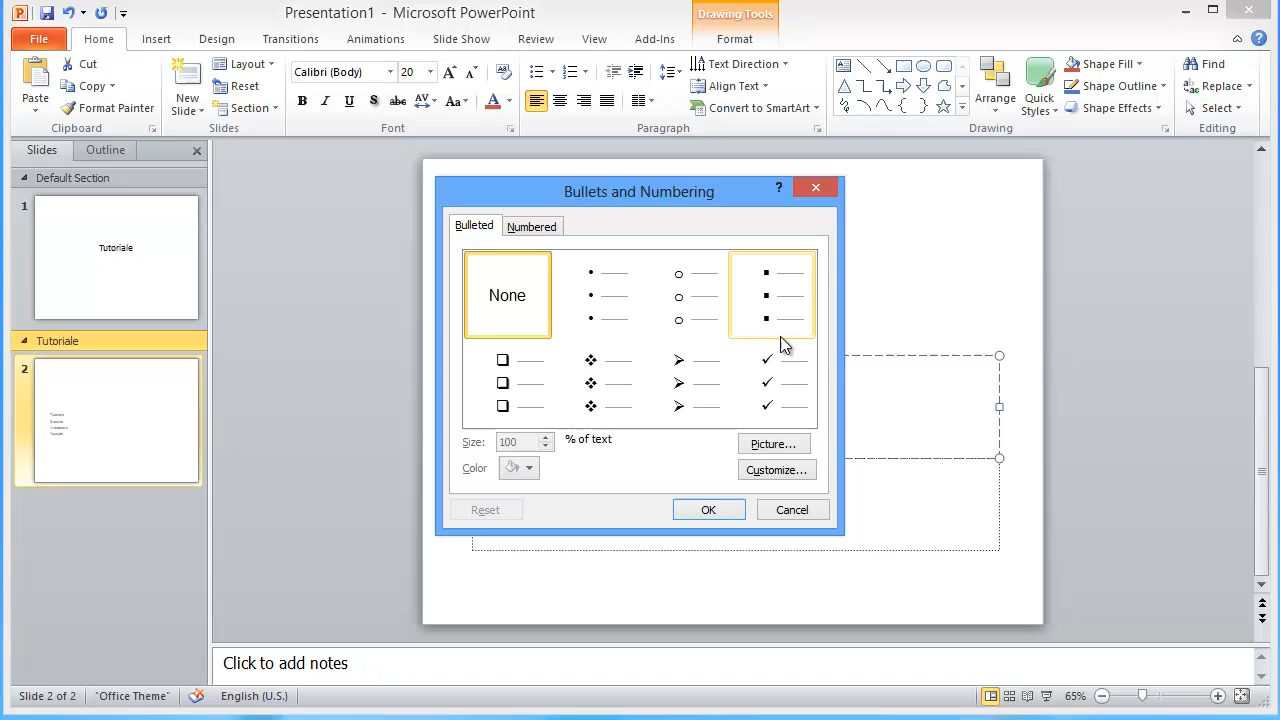 Presentation1 - Microsoft PowerPoint
Drawing Tools
File Home Insert Design Transitions Animations Slide Show Review View Add-Ins Format
Paste
Cut
Copy
Format Painter
Clipboard
New Slide
Layout
Reset
Section
Slides
Calibri (Body) 20
B I U S abc AV Aa A
Font
Text Direction
Align Text
Convert to SmartArt
Paragraph
Arrange
Quick Styles
Shape Fill
Shape Outline
Shape Effects
Drawing
Find
Replace
Select
Editing
Slides Outline
Default Section
1
Tutoriale
Tutoriale
2
Bullets and Numbering
?
Bulleted Numbered
None
Size: 100 % of text
Color
Picture...
Customize...
Reset OK Cancel
Click to add notes
Slide 2 of 2 "Office Theme" English (U.S.) 65%